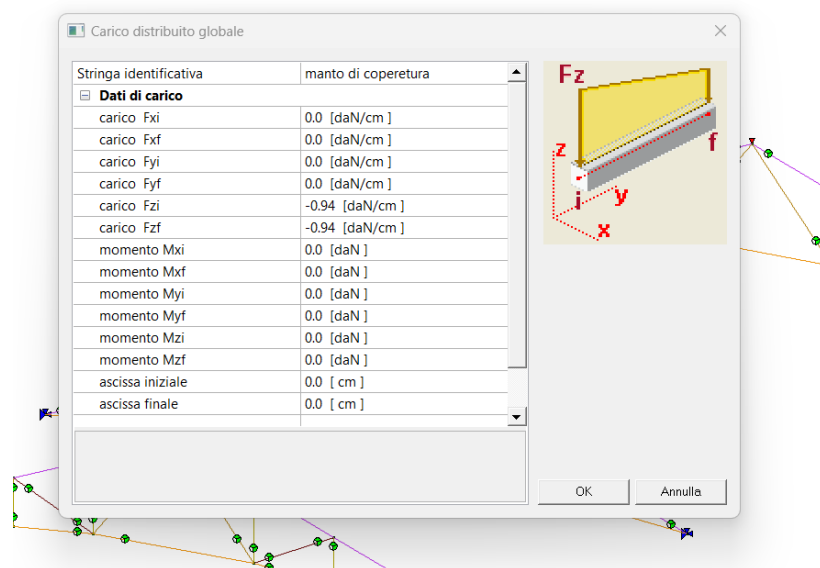 Carico distribuito globale
Stringa identificativa manto di coperetura
Dati di carico
carico Fxi 0.0 [daN/cm ]
carico Fxf 0.0 [daN/cm ]
carico Fyi 0.0 [daN/cm ]
carico Fyf 0.0 [daN/cm ]
carico Fzi -0.94 [daN/cm ]
carico Fzf -0.94 [daN/cm ]
momento Mxi 0.0 [daN ]
momento Mxf 0.0 [daN ]
momento Myi 0.0 [daN ]
momento Myf 0.0 [daN ]
momento Mzi 0.0 [daN ]
momento Mzf 0.0 [daN ]
ascissa iniziale 0.0 [ cm ]
ascissa finale 0.0 [ cm ]
Fz
f
z
i
y
x
OK Annulla